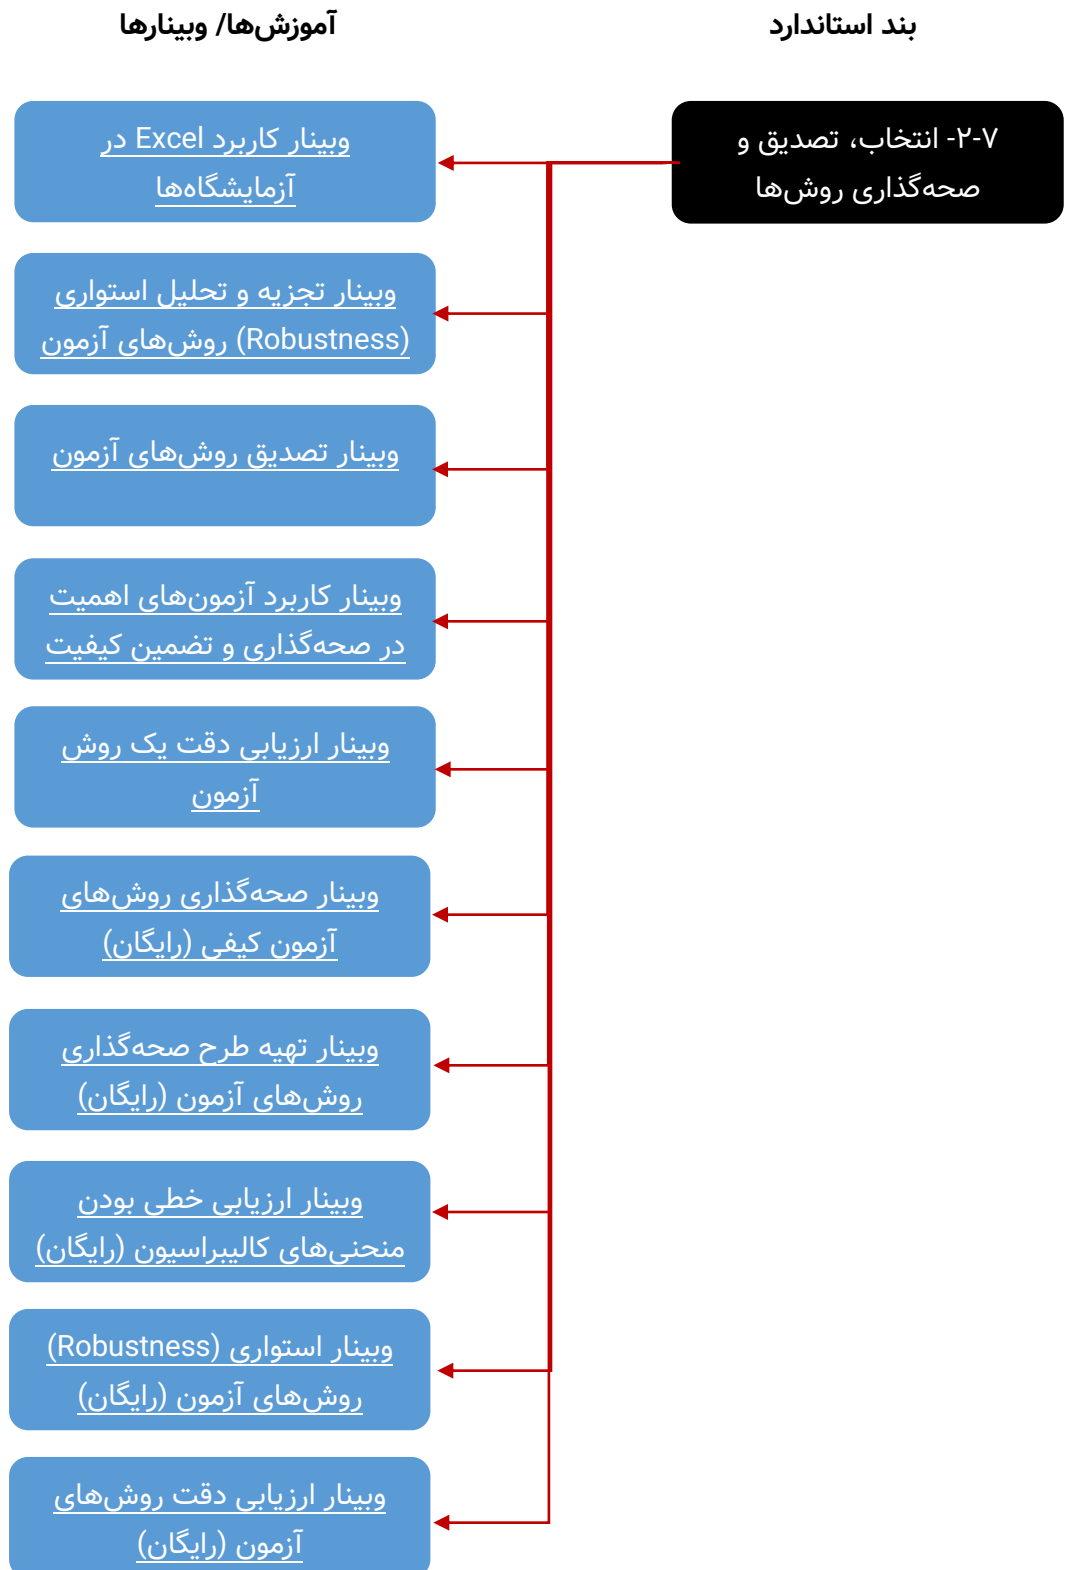 بند استاندارد
آموزش‌ها/ وبینارها
۷-۲- انتخاب، تصدیق و
صحه‌گذاری روش‌ها
وبینار کاربرد Excel در
آزمایشگاه‌ها
وبینار تجزیه و تحلیل استواری
(Robustness) روش‌های آزمون
وبینار تصدیق روش‌های آزمون
وبینار کاربرد آزمون‌های اهمیت
در صحه‌گذاری و تضمین کیفیت
وبینار ارزیابی دقت یک روش
آزمون
وبینار صحه‌گذاری روش‌های
آزمون کیفی (رایگان)
وبینار تهیه طرح صحه‌گذاری
روش‌های آزمون (رایگان)
وبینار ارزیابی خطی بودن
منحنی‌های کالیبراسیون (رایگان)
وبینار استواری (Robustness)
روش‌های آزمون (رایگان)
وبینار ارزیابی دقت روش‌های
آزمون (رایگان)